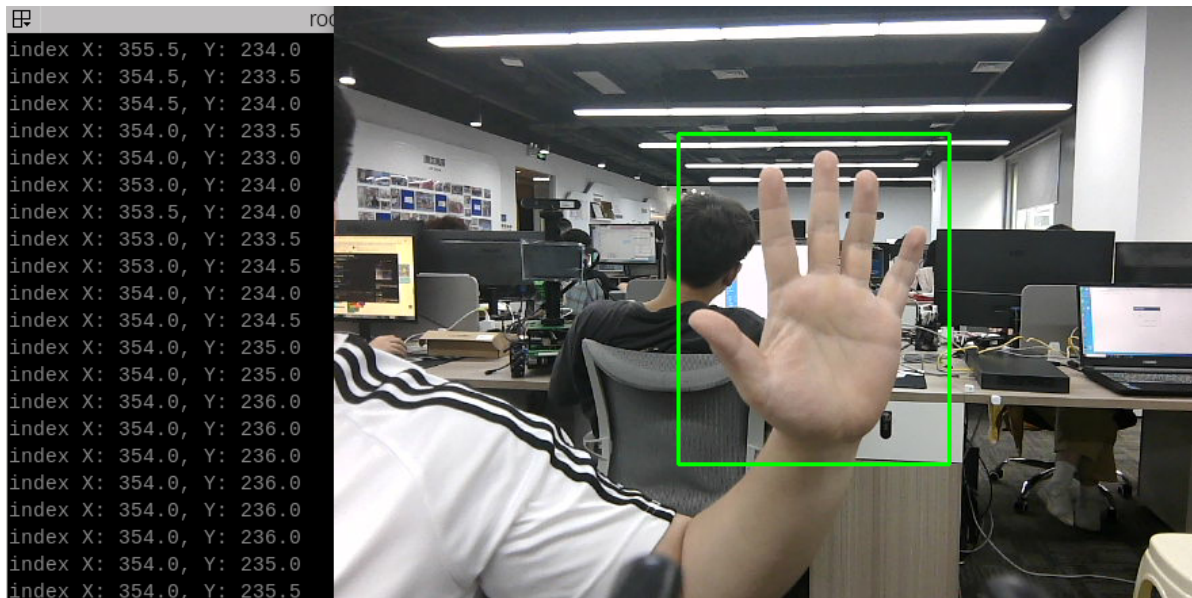 roo
index X: 355.5, Y: 234.0
index X: 354.5, Y: 233.5
index X: 354.5, Y: 234.0
index X: 354.0, Y: 233.5
index X: 354.0, Y: 233.0
index X: 353.0, Y: 234.0
index X: 353.5, Y: 234.0
index X: 353.0, Y: 233.5
index X: 353.0, Y: 234.5
index X: 354.0, Y: 234.0
index X: 354.0, Y: 234.5
index X: 354.0, Y: 235.0
index X: 354.0, Y: 235.0
index X: 354.0, Y: 236.0
index X: 354.0, Y: 236.0
index X: 354.0, Y: 236.0
index X: 354.0, Y: 236.0
index X: 354.0, Y: 236.0
index X: 354.0, Y: 236.0
index X: 354.0, Y: 235.0
index X: 354.0, Y: 235.5